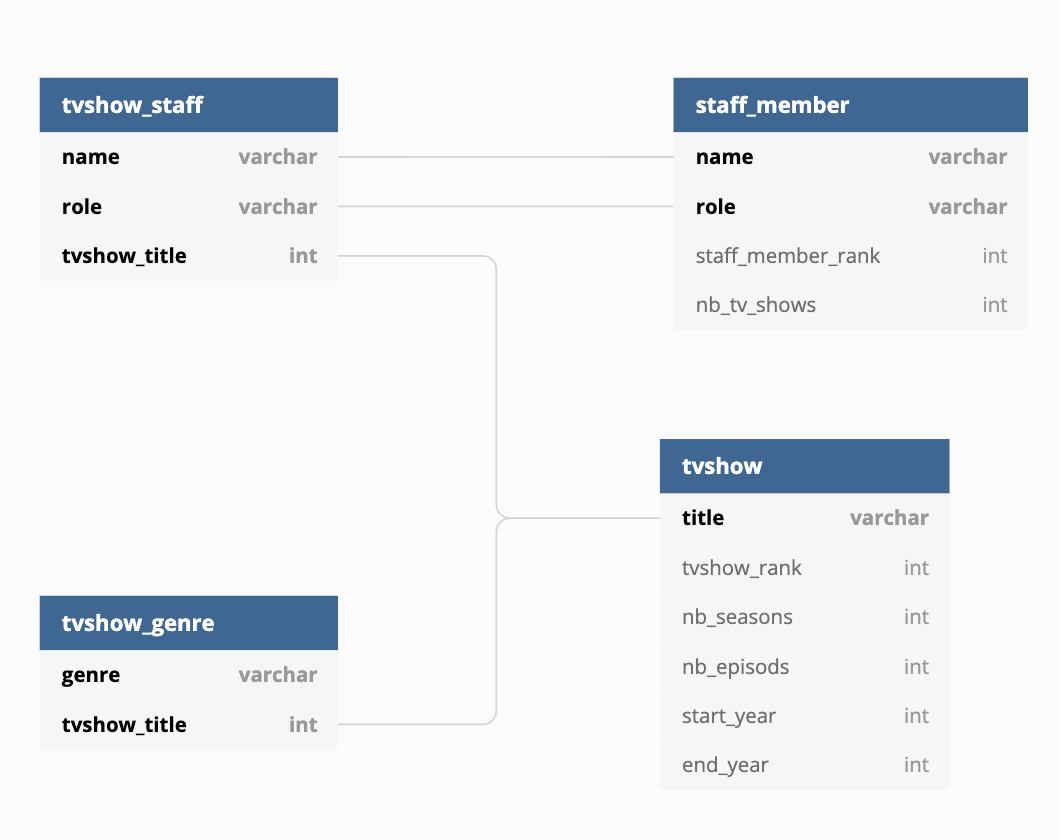 tvshow_staff
name varchar
role varchar
tvshow_title int
staff_member
name varchar
role varchar
staff_member_rank int
nb_tv_shows int
tvshow
title varchar
tvshow_rank int
nb_seasons int
nb_episods int
start_year int
end_year int
tvshow_genre
genre varchar
tvshow_title int